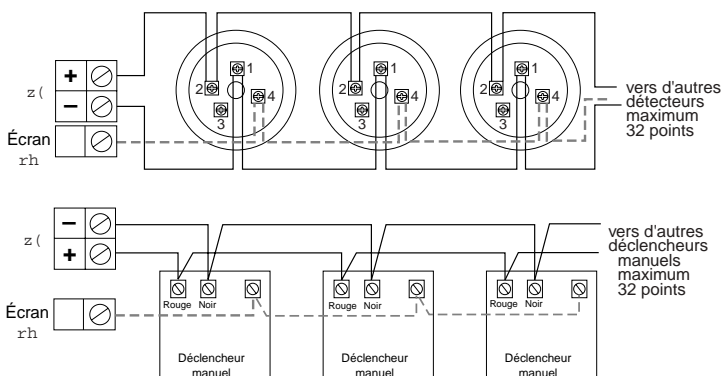 +
z(
−
Écran
rh
1
2
4
3
1
2
4
3
1
2
4
3
vers d'autres
détecteurs
maximum
32 points
−
z(
+
Écran
rh
Rouge Noir
Déclencheur
manuel
Rouge Noir
Déclencheur
manuel
Rouge Noir
Déclencheur
manuel
vers d'autres
déclencheurs
manuels
maximum
32 points